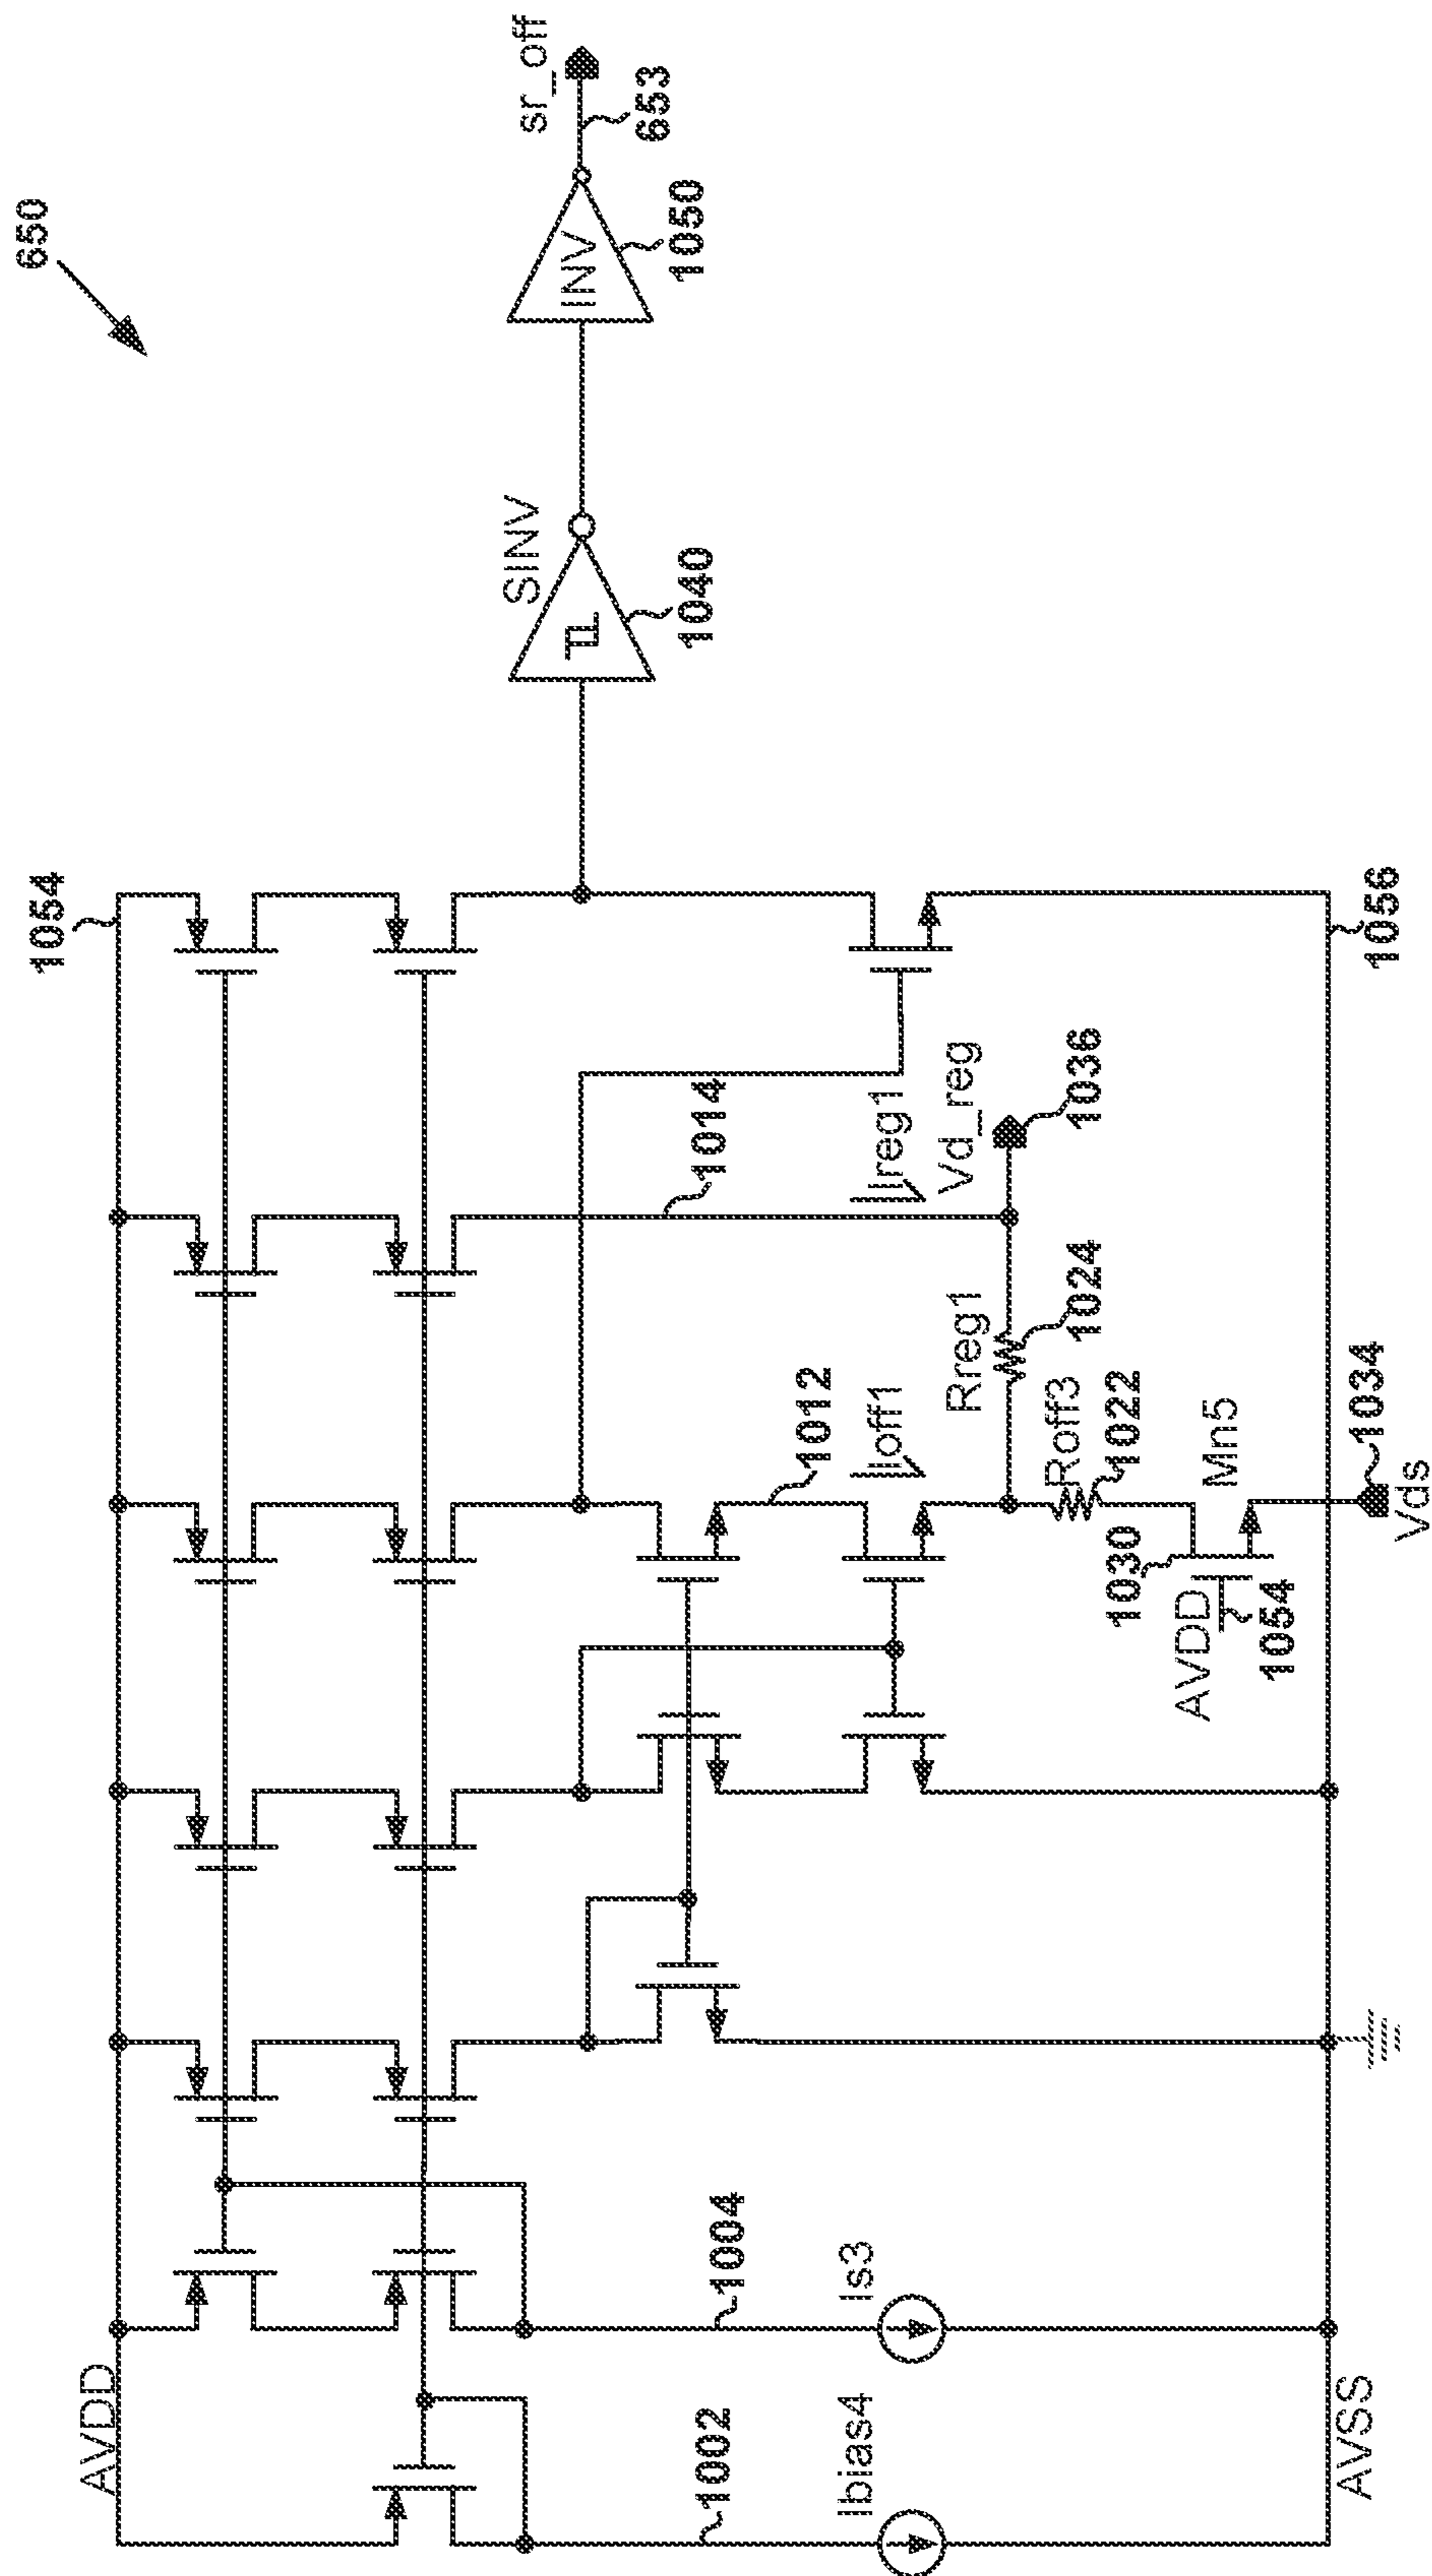 650
AVDD
1054
Ibias4
1002
Is3
1004
1012
Ioff1
1014
Ireg1
Vd_reg
1036
Rreg1
1024
Roff3
1022
Mn5
1030
AVDD
1054
Vds
1034
AVSS
1056
SINV
1040
INV
1050
sr_off
653